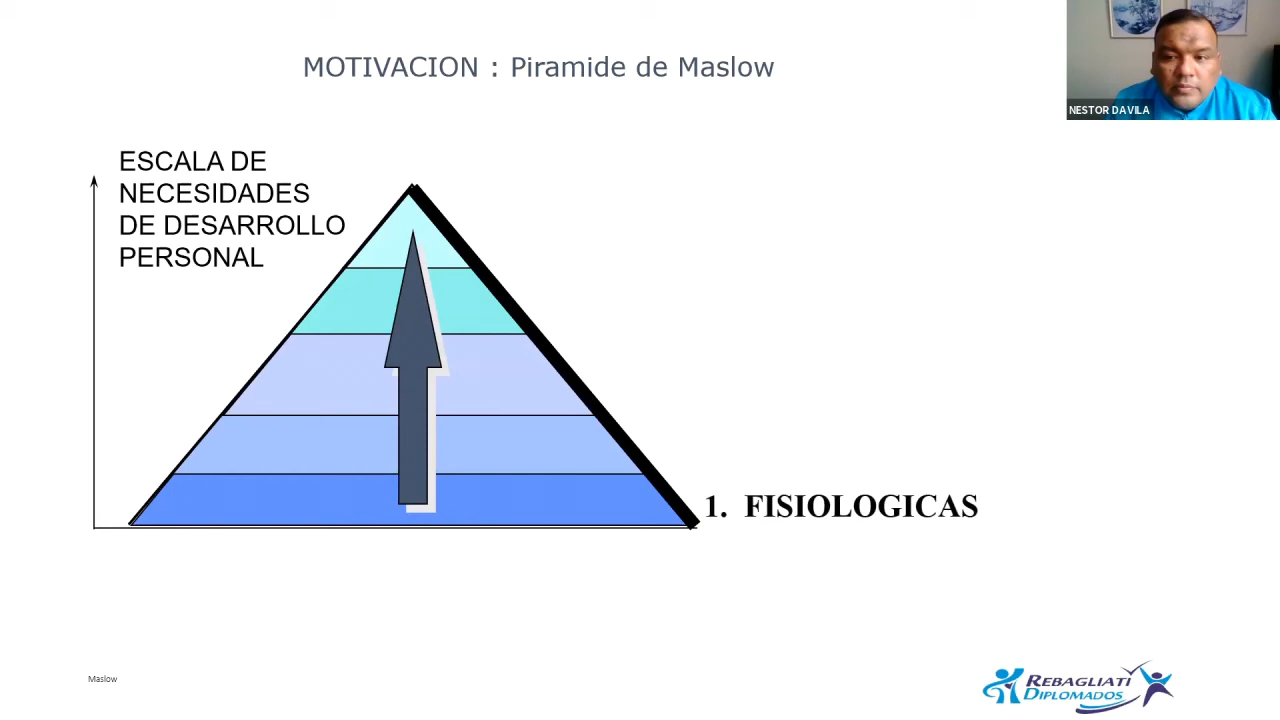 MOTIVACION : Piramide de Maslow
NESTOR DAVILA
ESCALA DE
NECESIDADES
DE DESARROLLO
PERSONAL
1. FISIOLOGICAS
Maslow
REBAGLIATI
DIPLOMADOS